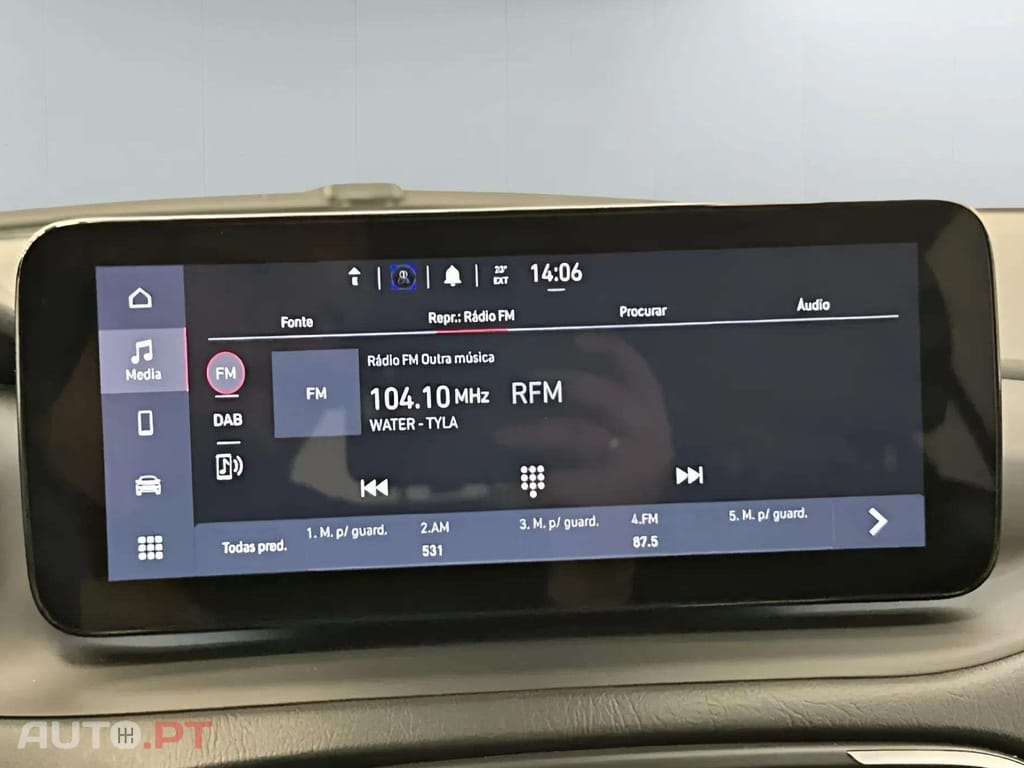 E
23°
EXT
14:06
Fonte
Repr.: Rádio FM
Procurar
Áudio
Media
FM
DAB
FM
Rádio FM Outra música
104.10 MHz RFM
WATER - TYLA
Todas pred.
1. M. p/ guard.
2.AM
531
3. M. p/ guard.
4.FM
87.5
5. M. p/ guard.
AUTO.PT